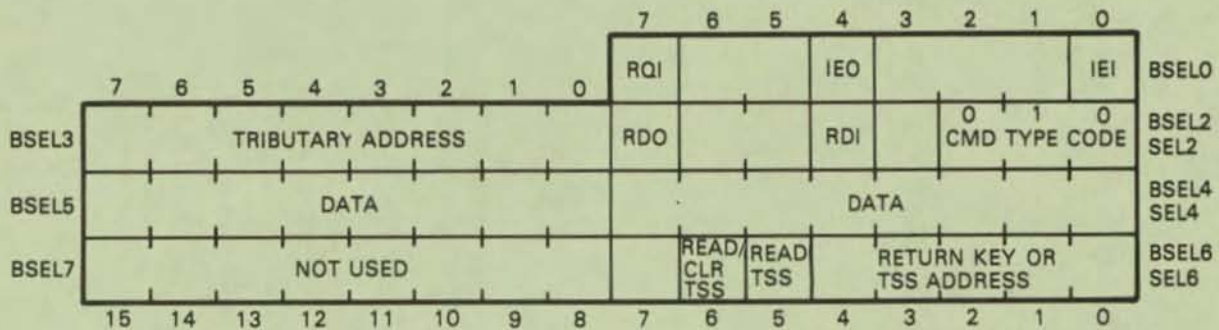 7 6 5 4 3 2 1 0
RQI IEO IEI BSEL0
7 6 5 4 3 2 1 0
BSEL3 TRIBUTARY ADDRESS RDO RDI 0 1 0 BSEL2
CMD TYPE CODE SEL2
BSEL5 DATA DATA BSEL4
SEL4
BSEL7 NOT USED READ/ READ RETURN KEY OR BSEL6
CLR TSS TSS ADDRESS SEL6
TSS
15 14 13 12 11 10 9 8 7 6 5 4 3 2 1 0